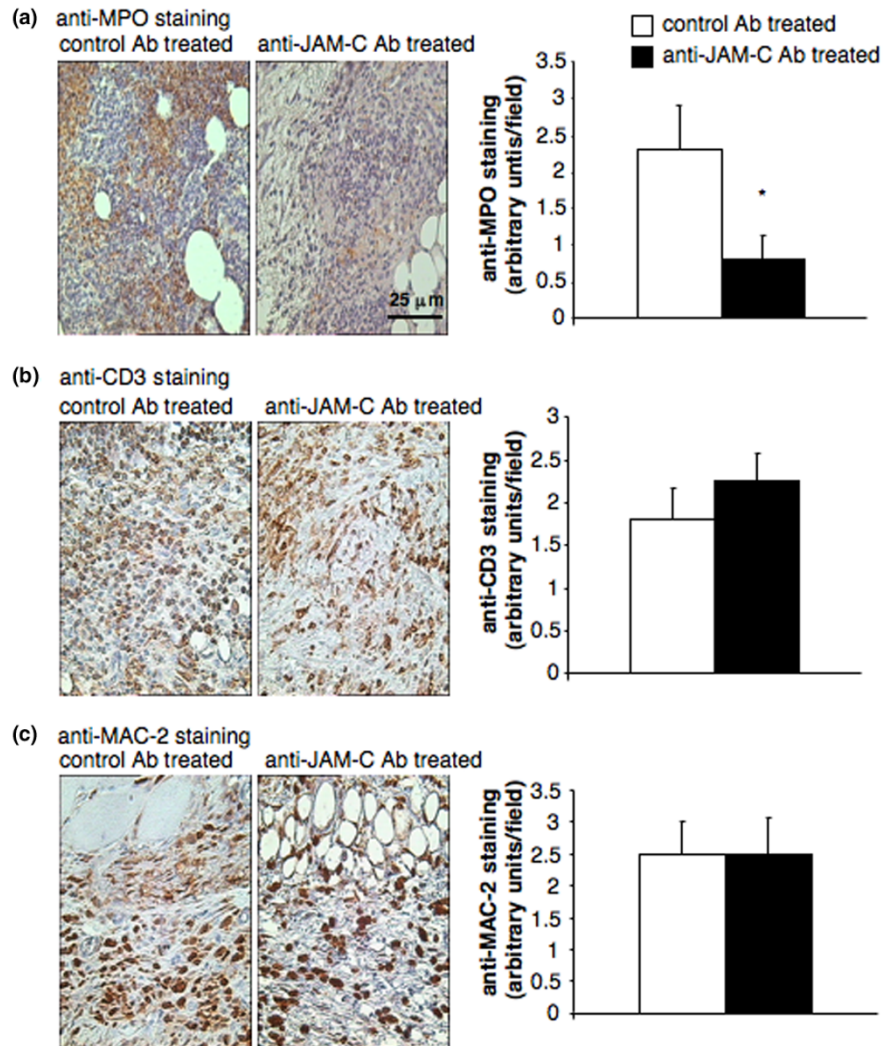 (a) anti-MPO staining
control Ab treated anti-JAM-C Ab treated
25 µm
control Ab treated
anti-JAM-C Ab treated
anti-MPO staining
(arbitrary untis/field)
3.5
3
2.5
2
1.5
1
0.5
0
*
(b) anti-CD3 staining
control Ab treated anti-JAM-C Ab treated
anti-CD3 staining
(arbitrary units/field)
3
2.5
2
1.5
1
0.5
0
(c) anti-MAC-2 staining
control Ab treated anti-JAM-C Ab treated
anti-MAC-2 staining
(arbitrary units/field)
3.5
3
2.5
2
1.5
1
0.5
0